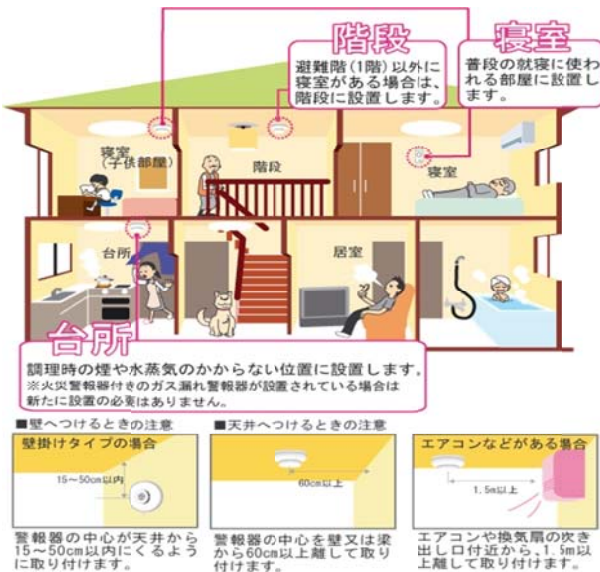 階段
避難階(1階)以外に
寝室がある場合は、
階段に設置します。
寝室
普段の就寝に使わ
れる部屋に設置し
ます。
寝室
(子供部屋)
階段
寝室
台所
居室
台所
調理時の煙や水蒸気のかからない位置に設置します。
※火災警報器付きのガス漏れ警報器が設置されている場合は
新たに設置の必要はありません。
■壁へつけるときの注意
壁掛けタイプの場合
15～50cm以内
警報器の中心が天井から
15～50cm以内にくるよう
に取り付けます。
■天井へつけるときの注意
60cm以上
警報器の中心を壁又は梁
から60cm以上離して取り
付けます。
エアコンなどがある場合
1.5m以上
エアコンや換気扇の吹き
出し口付近から、1.5m以
上離して取り付けます。